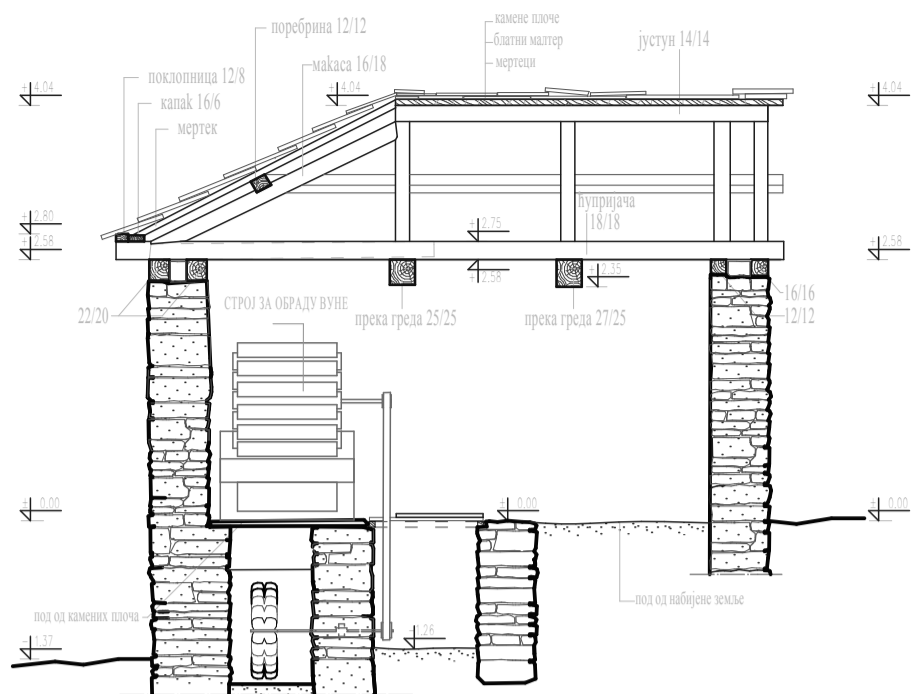 камене плоче
блатни малтер
мертеци
поребрина 12/12
јустун 14/14
макаса 16/18
поклопница 12/8
капак 16/6
мертек
+4.04
+4.04
+4.04
+2.80
+2.58
ћупријача
18/18
+2.75
+2.58
+2.35
+2.58
22/20
СТРОЈ ЗА ОБРАДУ ВУНЕ
прека греда 25/25
прека греда 27/25
16/16
12/12
±0.00
±0.00
±0.00
под од камених плоча
под од набијене земље
-1.37
-1.26